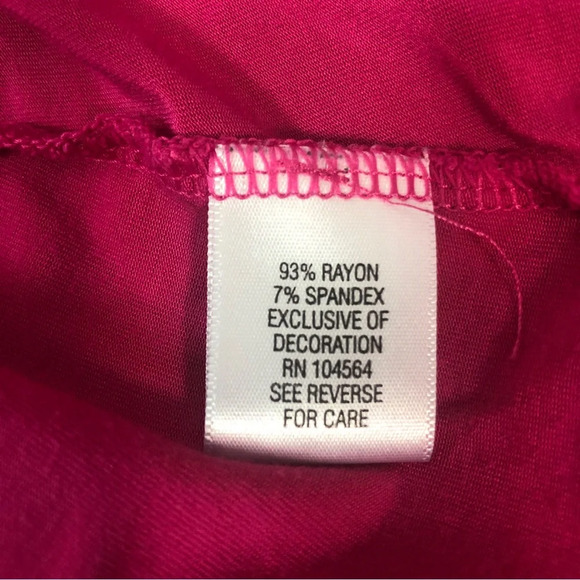 93% RAYON
7% SPANDEX
EXCLUSIVE OF
DECORATION
RN 104564
SEE REVERSE
FOR CARE